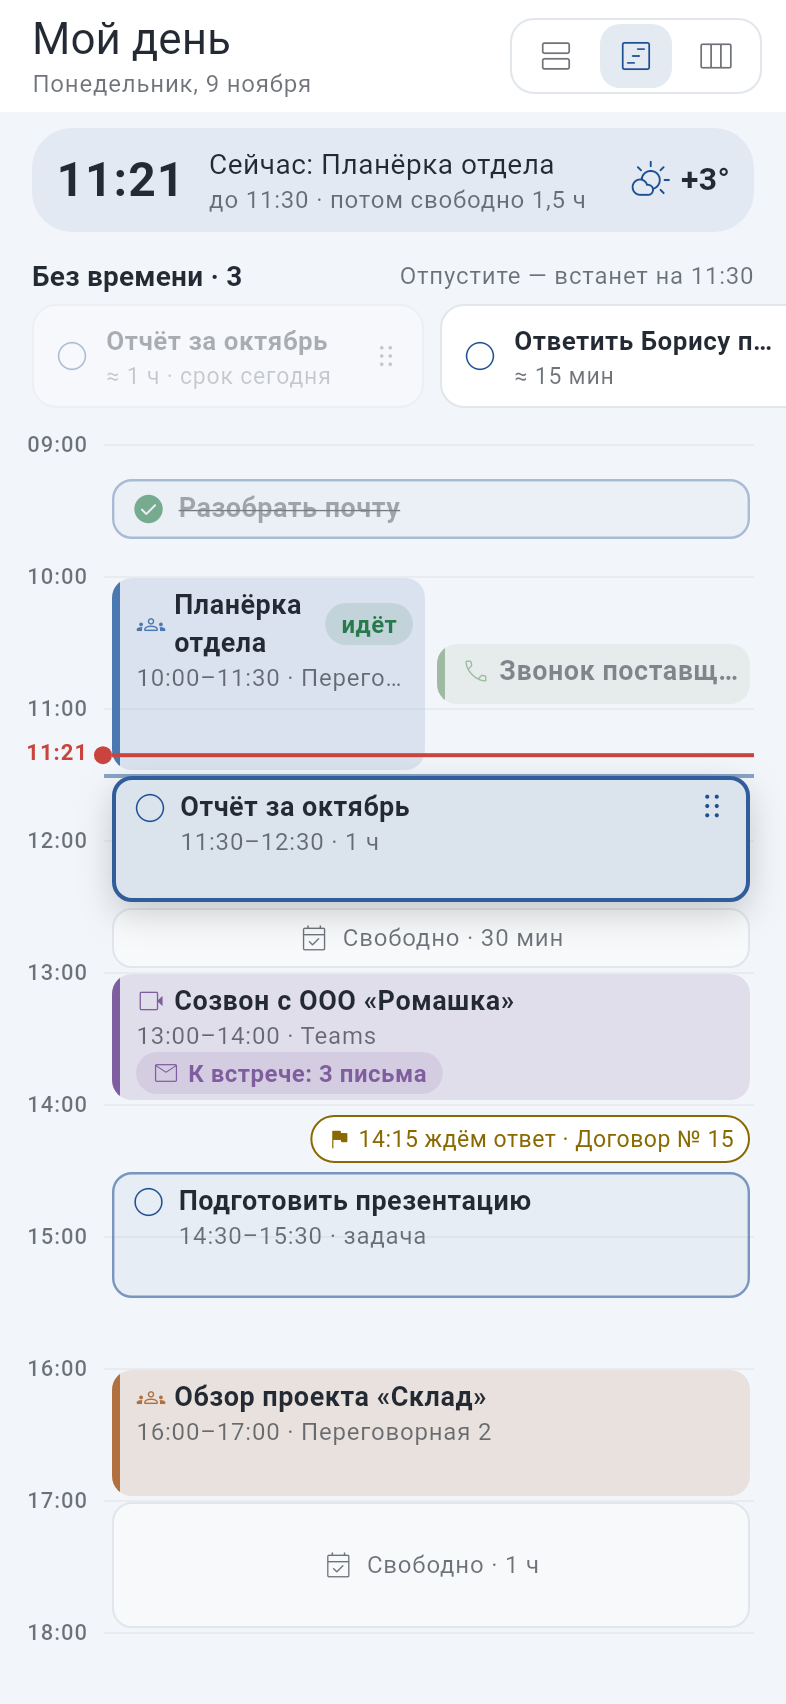 Мой день
Понедельник, 9 ноября
11:21
Сейчас: Планёрка отдела
до 11:30 · потом свободно 1,5 ч
+3°
Без времени · 3
Отпустите — встанет на 11:30
Отчёт за октябрь
≈ 1 ч · срок сегодня
Ответить Борису п…
≈ 15 мин
09:00
Разобрать почту
10:00
Планёрка
отдела
идёт
10:00–11:30 · Перего…
Звонок поставщ…
11:00
11:21
Отчёт за октябрь
11:30–12:30 · 1 ч
12:00
Свободно · 30 мин
13:00
Созвон с ООО «Ромашка»
13:00–14:00 · Teams
К встрече: 3 письма
14:00
14:15 ждём ответ · Договор № 15
Подготовить презентацию
14:30–15:30 · задача
15:00
16:00
Обзор проекта «Склад»
16:00–17:00 · Переговорная 2
17:00
Свободно · 1 ч
18:00